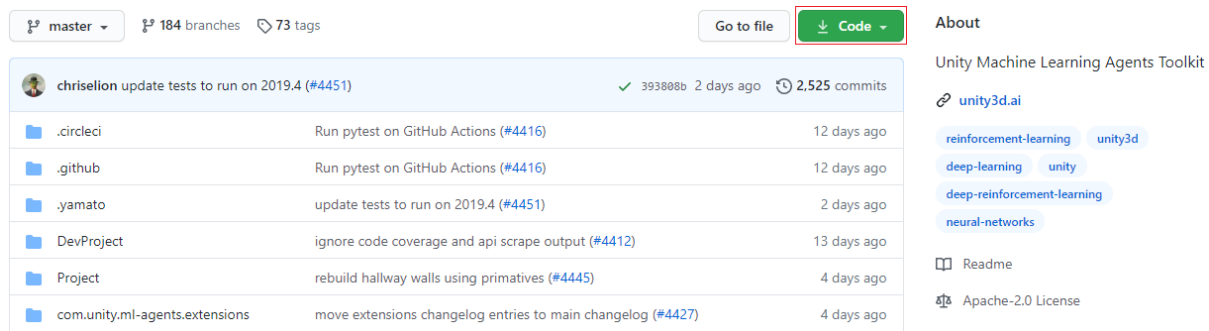 master 184 branches 73 tags Go to file Code
chriselion update tests to run on 2019.4 (#4451) 393808b 2 days ago 2,525 commits
.circleci Run pytest on GitHub Actions (#4416) 12 days ago
.github Run pytest on GitHub Actions (#4416) 12 days ago
.yamato update tests to run on 2019.4 (#4451) 2 days ago
DevProject ignore code coverage and api scrape output (#4412) 13 days ago
Project rebuild hallway walls using primatives (#4445) 4 days ago
com.unity.ml-agents.extensions move extensions changelog entries to main changelog (#4427) 4 days ago
About
Unity Machine Learning Agents Toolkit
unity3d.ai
reinforcement-learning unity3d
deep-learning unity
deep-reinforcement-learning
neural-networks
Readme
Apache-2.0 License